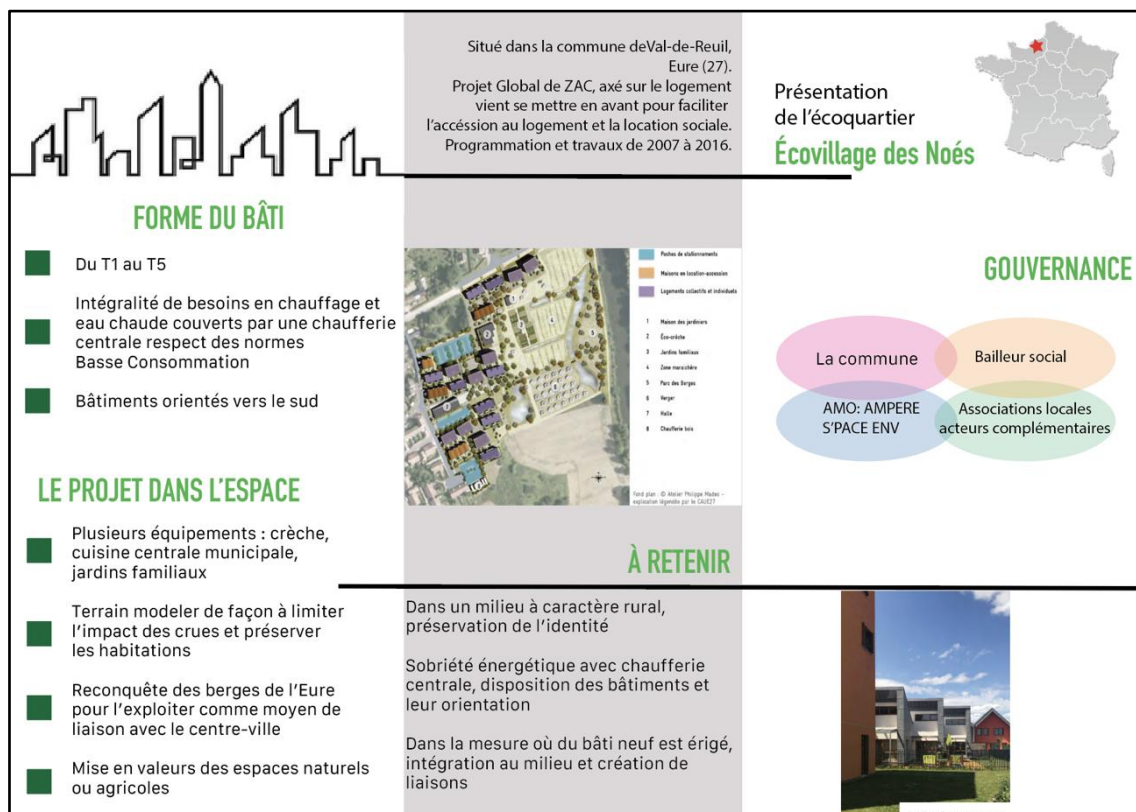 Situé dans la commune deVal-de-Reuil,
Eure (27).
Projet Global de ZAC, axé sur le logement
vient se mettre en avant pour faciliter
l'accéssion au logement et la location sociale.
Programmation et travaux de 2007 à 2016.
Présentation
de l'écoquartier
Écovillage des Noés
FORME DU BÂTI
Du T1 au T5
Intégralité de besoins en chauffage et
eau chaude couverts par une chaufferie
centrale respect des normes
Basse Consommation
Bâtiments orientés vers le sud
LE PROJET DANS L'ESPACE
Plusieurs équipements : crèche,
cuisine centrale municipale,
jardins familiaux
Terrain modeler de façon à limiter
l'impact des crues et préserver
les habitations
Reconquête des berges de l'Eure
pour l'exploiter comme moyen de
liaison avec le centre-ville
Mise en valeurs des espaces naturels
ou agricoles
Poches de stationnements
Maisons en location-accession
Logements collectifs et individuels
1 Maison des jardiniers
2 Éco-crèche
3 Jardins familiaux
4 Zone maraîchère
5 Parc des Berges
6 Verger
7 Halle
8 Chaufferie bois
Fond plan : © Atelier Philippe Madec -
exploitation légendée par le CAUE27
À RETENIR
Dans un milieu à caractère rural,
préservation de l'identité
Sobriété énergétique avec chaufferie
centrale, disposition des bâtiments et
leur orientation
Dans la mesure où du bâti neuf est érigé,
intégration au milieu et création de
liaisons
GOUVERNANCE
La commune
Bailleur social
AMO: AMPERE
S'PACE ENV
Associations locales
acteurs complémentaires